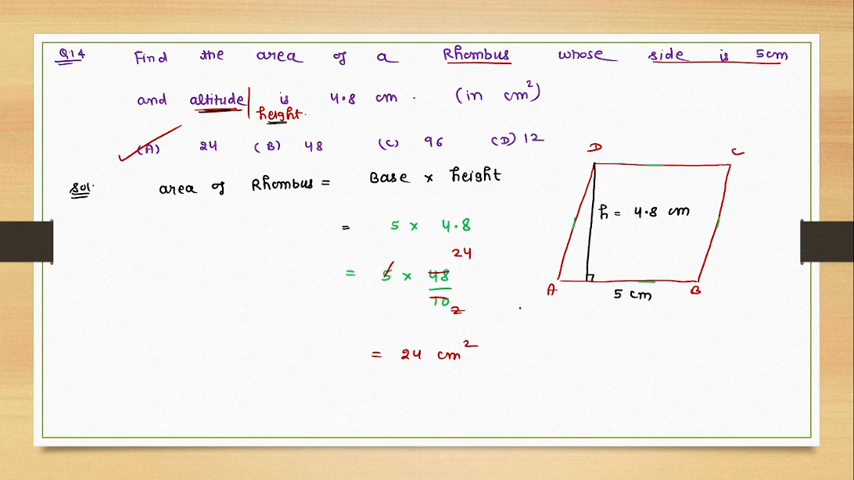 Q14 Find the area of a Rhombus whose side is 5cm
and altitude is 4.8 cm. (in cm²)
height.
(A) 24 (B) 48 (C) 96 (D) 12
Sol. area of Rhombus = Base × height
= 5 × 4.8
24
= 5 × 48
10
2
= 24 cm²
D C
h = 4.8 cm
A B
5 cm